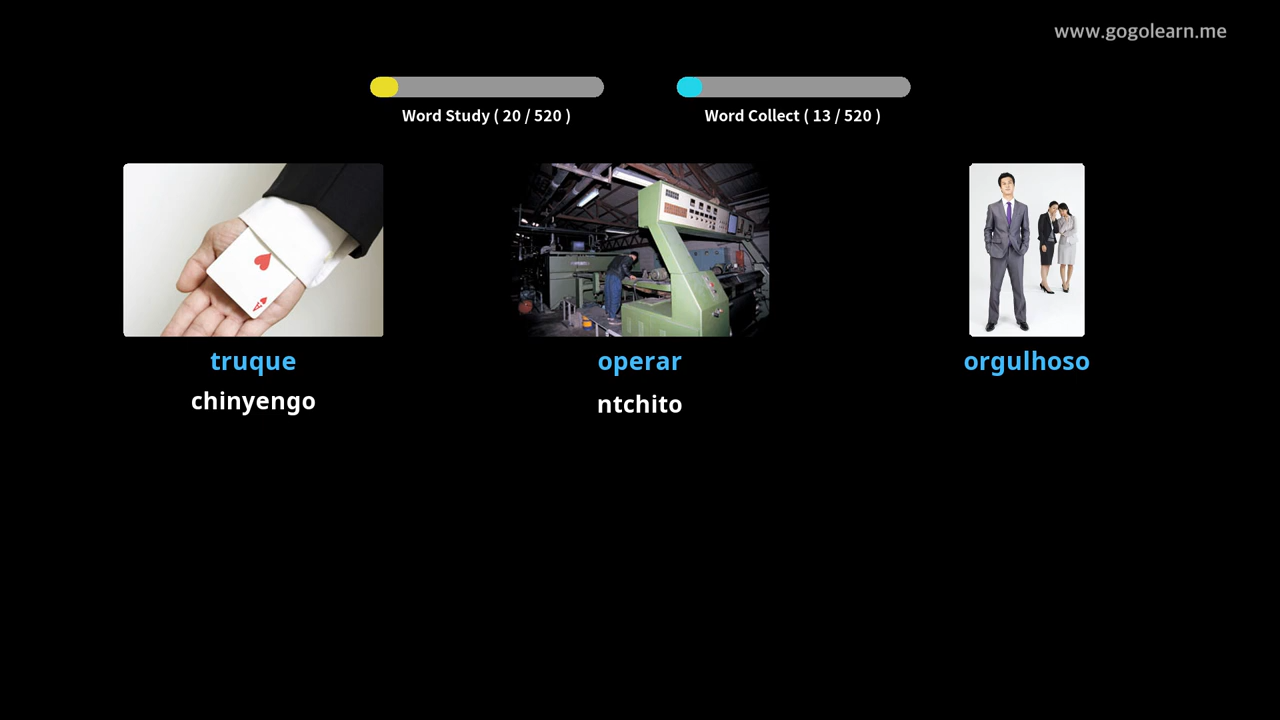 www.gogolearn.me
Word Study ( 20 / 520 )
Word Collect ( 13 / 520 )
truque
operar
orgulhoso
chinyengo
ntchito